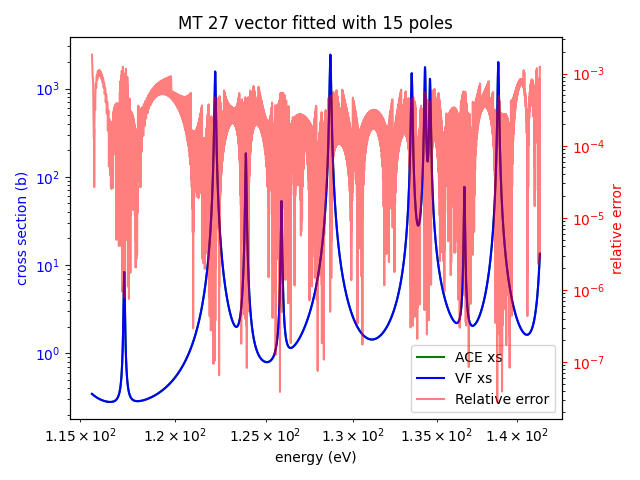 MT 27 vector fitted with 15 poles
10³
10²
10¹
10⁰
cross section (b)
10⁻³
10⁻⁴
10⁻⁵
10⁻⁶
10⁻⁷
relative error
ACE xs
VF xs
Relative error
1.15 × 10² 1.2 × 10² 1.25 × 10² 1.3 × 10² 1.35 × 10² 1.4 × 10²
energy (eV)